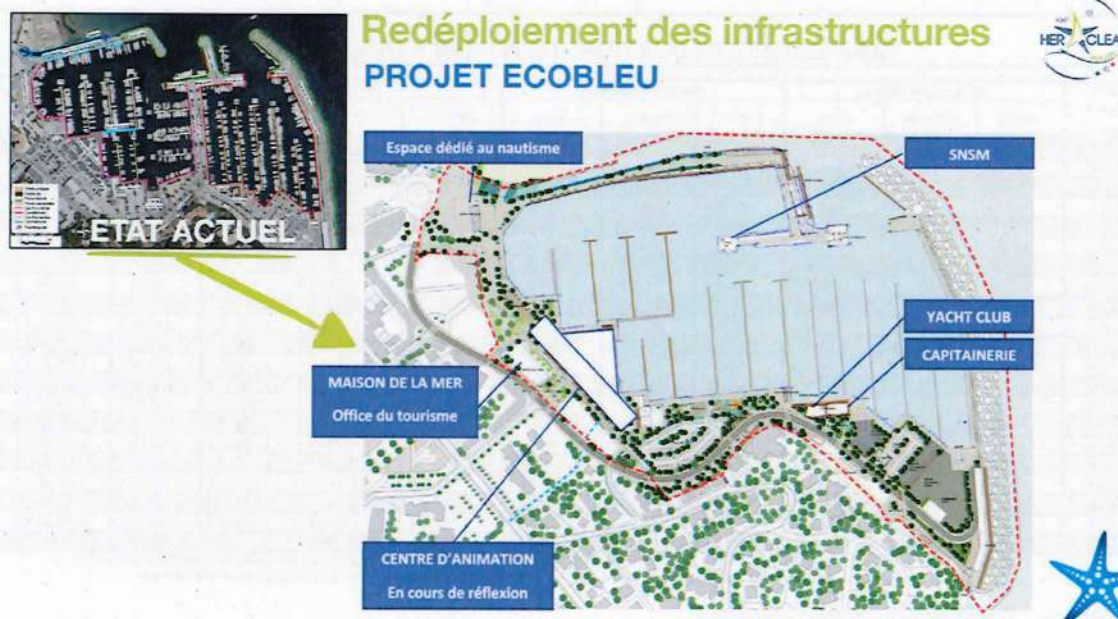 Redéploiement des infrastructures
PROJET ECOBLEU
HER CLEA
ETAT ACTUEL
Espace dédié au nautisme
SNSM
YACHT CLUB
CAPITAINERIE
MAISON DE LA MER
Office du tourisme
CENTRE D'ANIMATION
En cours de réflexion